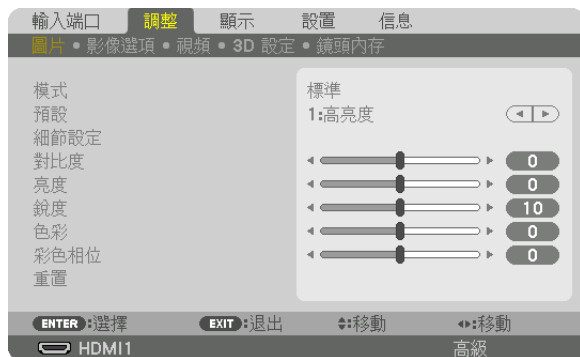 輸入端口 調整 顯示 設置 信息
圖片 • 影像選項 • 視頻 • 3D 設定 • 鏡頭內存
模式 標準
預設 1:高亮度
細節設定
對比度 0
亮度 0
銳度 10
色彩 0
彩色相位 0
重置
ENTER:選擇 EXIT:退出 :移動 :移動
HDMI1 高級